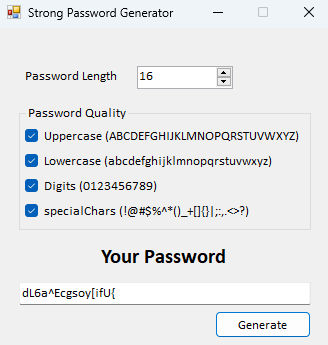 Strong Password Generator
Password Length 16
Password Quality
Uppercase (ABCDEFGHIJKLMNOPQRSTUVWXYZ)
Lowercase (abcdefghijklmnopqrstuvwxyz)
Digits (0123456789)
specialChars (!@#$%^*()_+[]{}|;:,.<>?)
Your Password
dL6a^Ecgsoy[ifU{
Generate